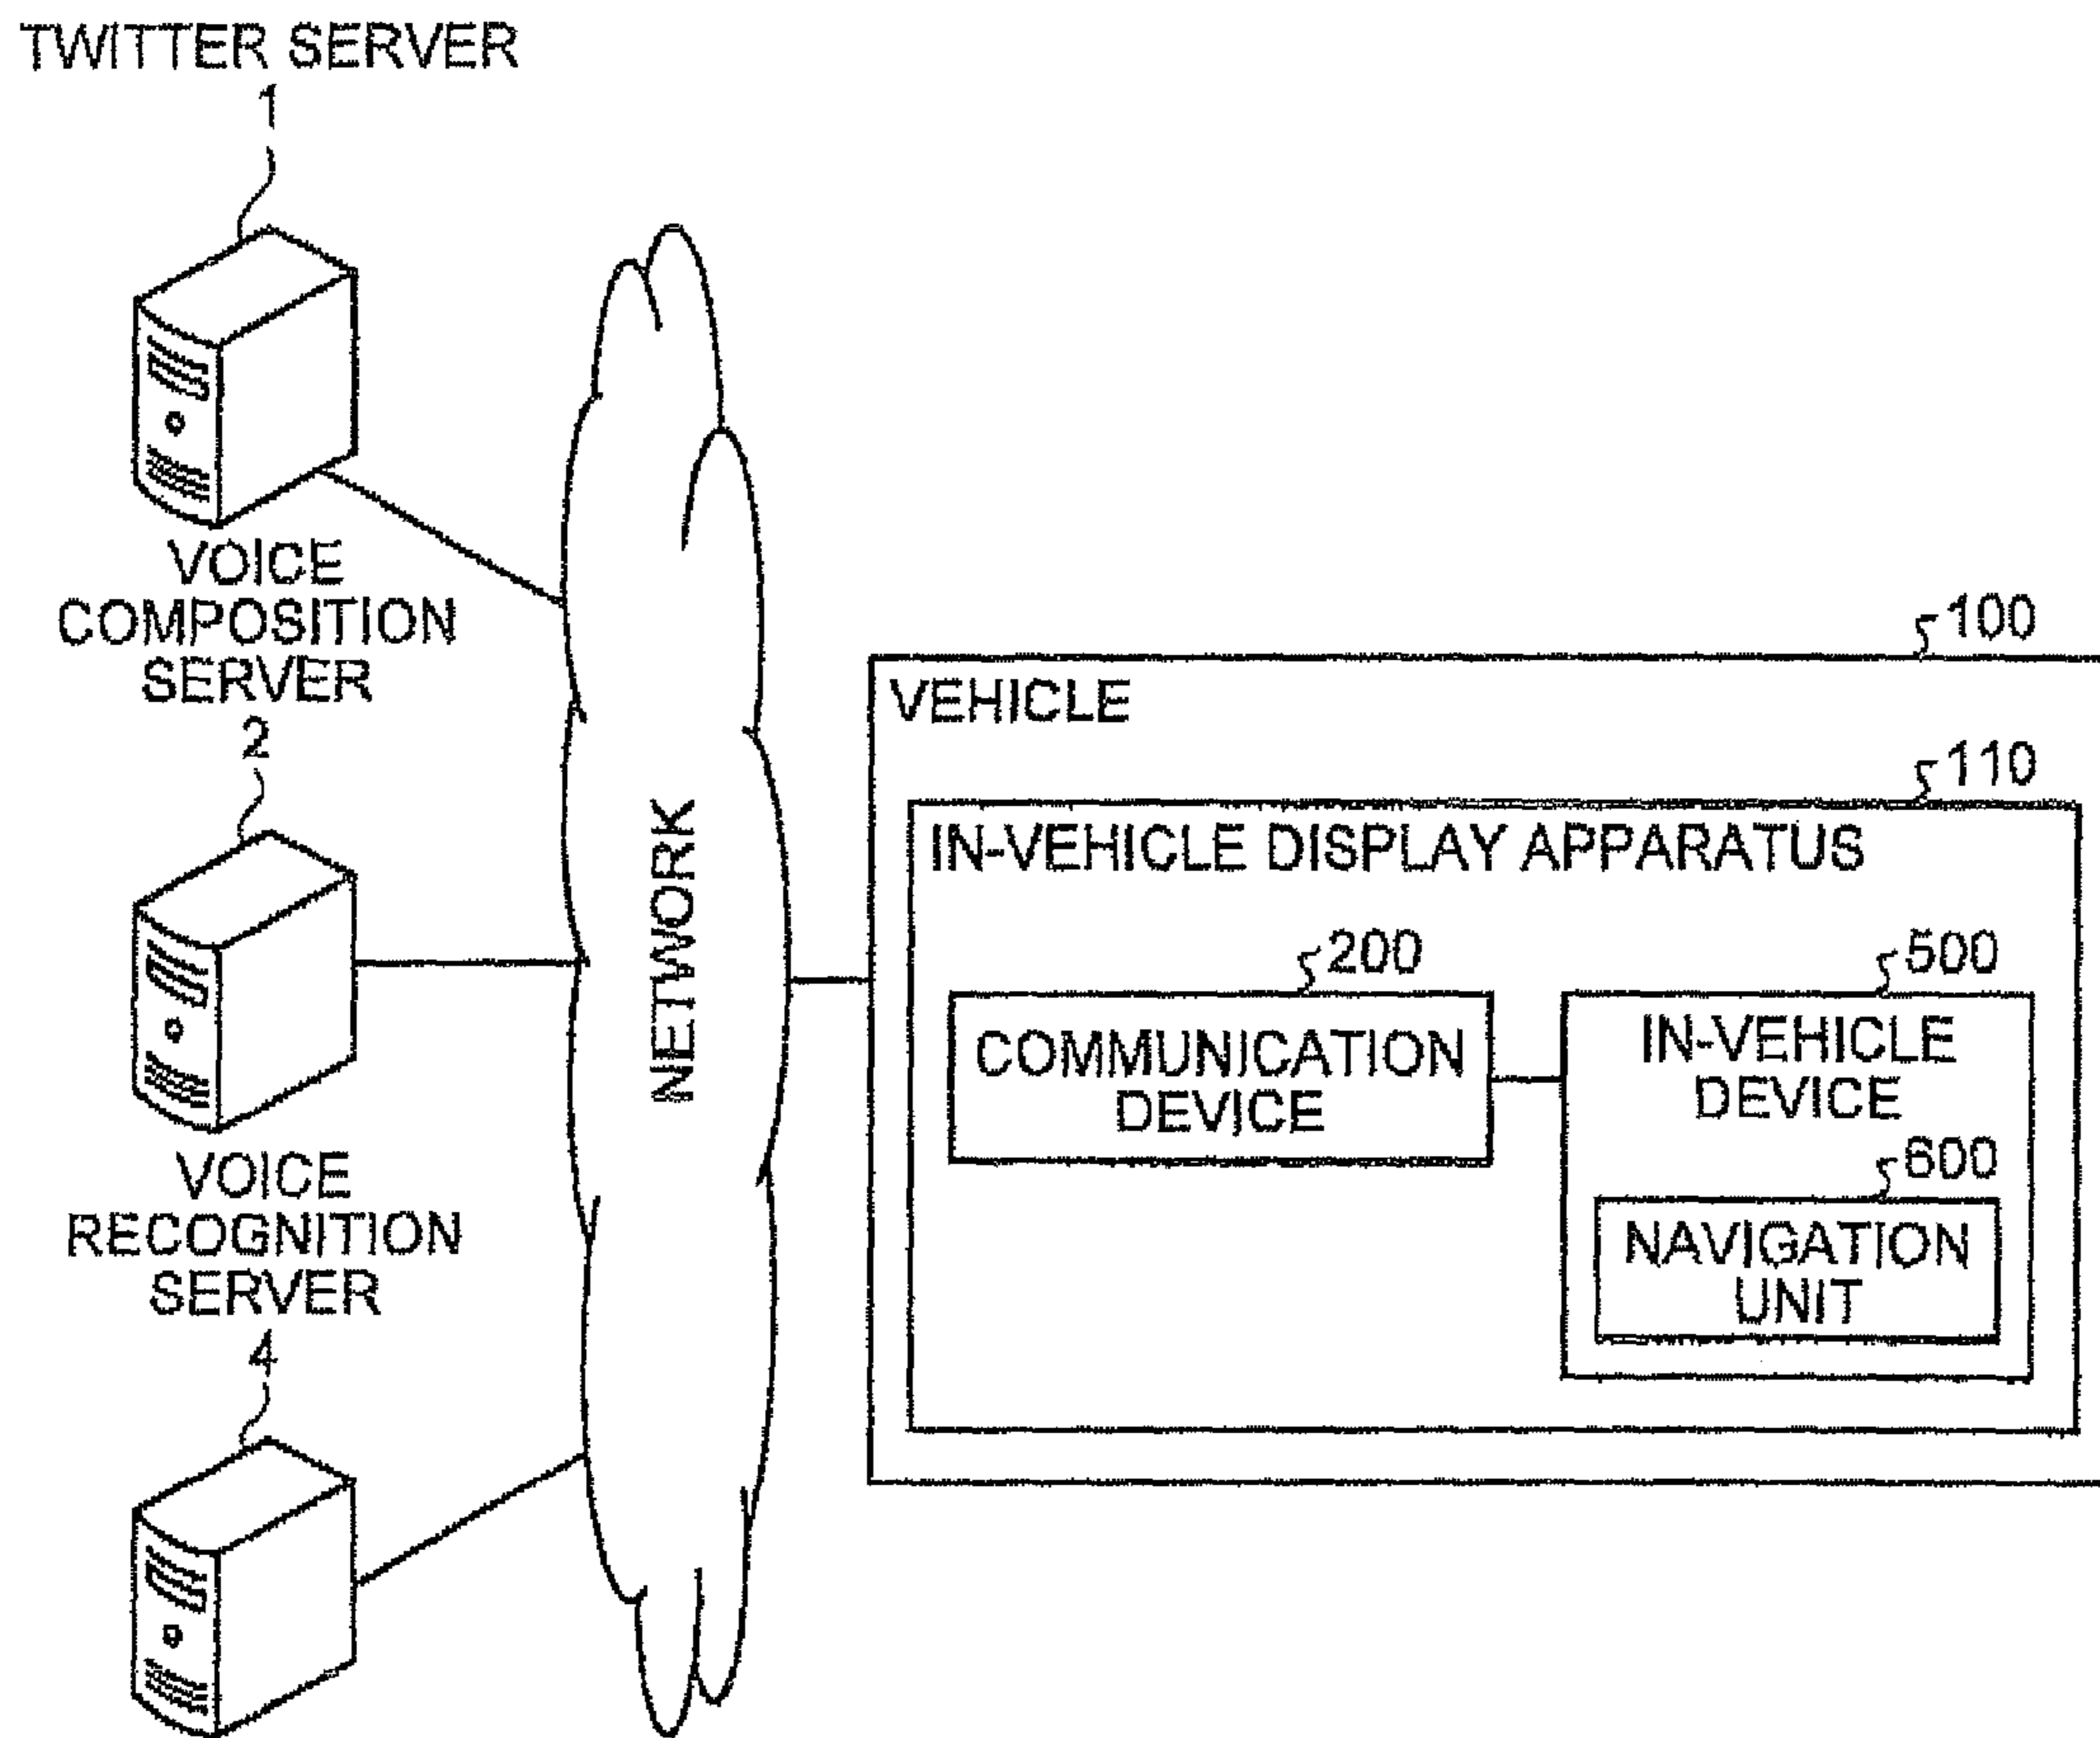 TWITTER SERVER
1
VOICE
COMPOSITION
SERVER
2
VOICE
RECOGNITION
SERVER
4
NETWORK
100
VEHICLE
110
IN-VEHICLE DISPLAY APPARATUS
200
COMMUNICATION
DEVICE
500
IN-VEHICLE
DEVICE
600
NAVIGATION
UNIT